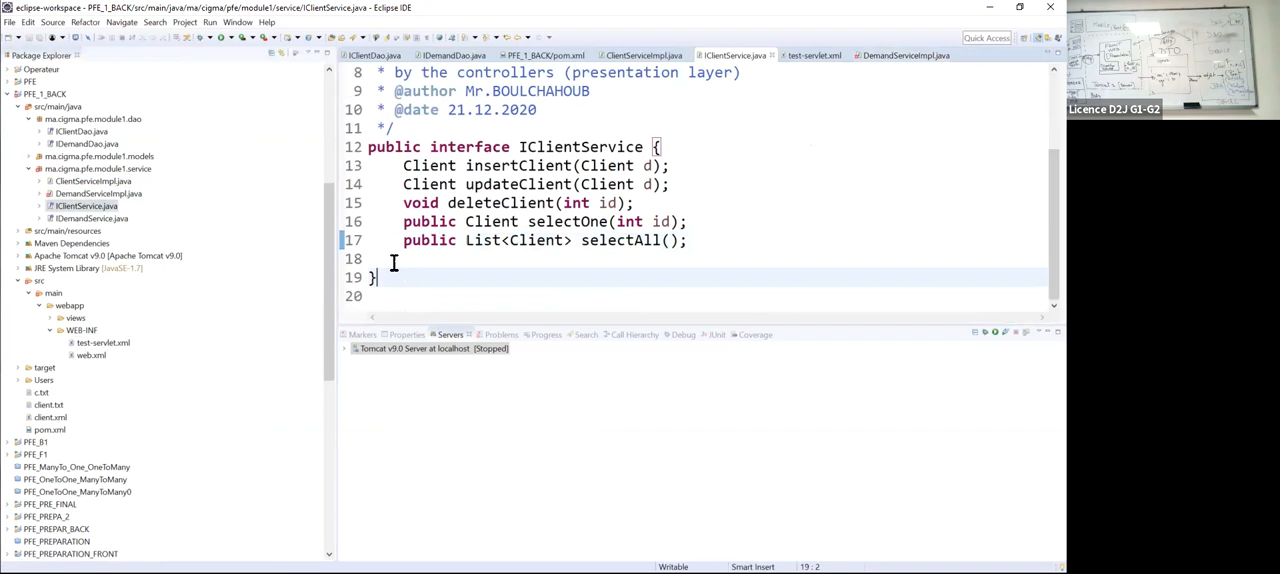 eclipse-workspace - PFE_1_BACK/src/main/java/ma/cigma/pfe/module1/service/IClientService.java - Eclipse IDE
File Edit Source Refactor Navigate Search Project Run Window Help
Quick Access
Package Explorer
Operateur
PFE
PFE_1_BACK
src/main/java
ma.cigma.pfe.module1.dao
IClientDao.java
IDemandDao.java
ma.cigma.pfe.module1.models
ma.cigma.pfe.module1.service
ClientServiceImpl.java
DemandServiceImpl.java
IClientService.java
IDemandService.java
src/main/resources
Maven Dependencies
Apache Tomcat v9.0 [Apache Tomcat v9.0]
JRE System Library [JavaSE-1.7]
src
main
webapp
views
WEB-INF
test-servlet.xml
web.xml
target
Users
c.txt
client.txt
client.xml
pom.xml
PFE_B1
PFE_F1
PFE_ManyTo_One_OneToMany
PFE_OneToOne_ManyToMany
PFE_OneToOne_ManyToMany0
PFE_PRE_FINAL
PFE_PREPA_2
PFE_PREPAR_BACK
PFE_PREPARATION
PFE_PREPARATION_FRONT
IClientDao.java IDemandDao.java PFE_1_BACK/pom.xml ClientServiceImpl.java IClientService.java test-servlet.xml DemandServiceImpl.java
8 * by the controllers (presentation layer)
9 * @author Mr.BOULCHAHOUB
10 * @date 21.12.2020
11 */
12 public interface IClientService {
13 Client insertClient(Client d);
14 Client updateClient(Client d);
15 void deleteClient(int id);
16 public Client selectOne(int id);
17 public List<Client> selectAll();
18
19 }
20
Markers Properties Servers Problems Progress Search Call Hierarchy Debug JUnit Coverage
Tomcat v9.0 Server at localhost [Stopped]
Writable Smart Insert 19 : 2
Licence D2J G1-G2